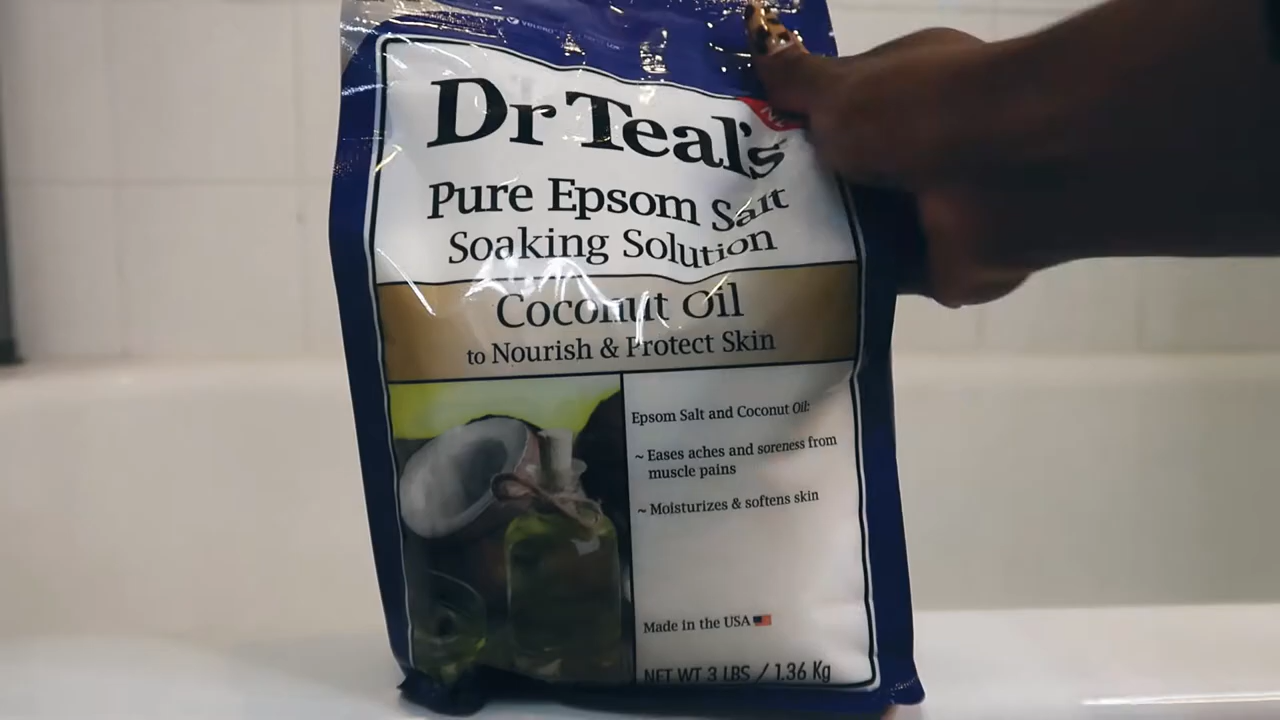 Dr Teal's
Pure Epsom Salt
Soaking Solution
Coconut Oil
to Nourish & Protect Skin
Epsom Salt and Coconut Oil:
~ Eases aches and soreness from
muscle pains
~ Moisturizes & softens skin
Made in the USA
NET WT 3 LBS / 1.36 Kg